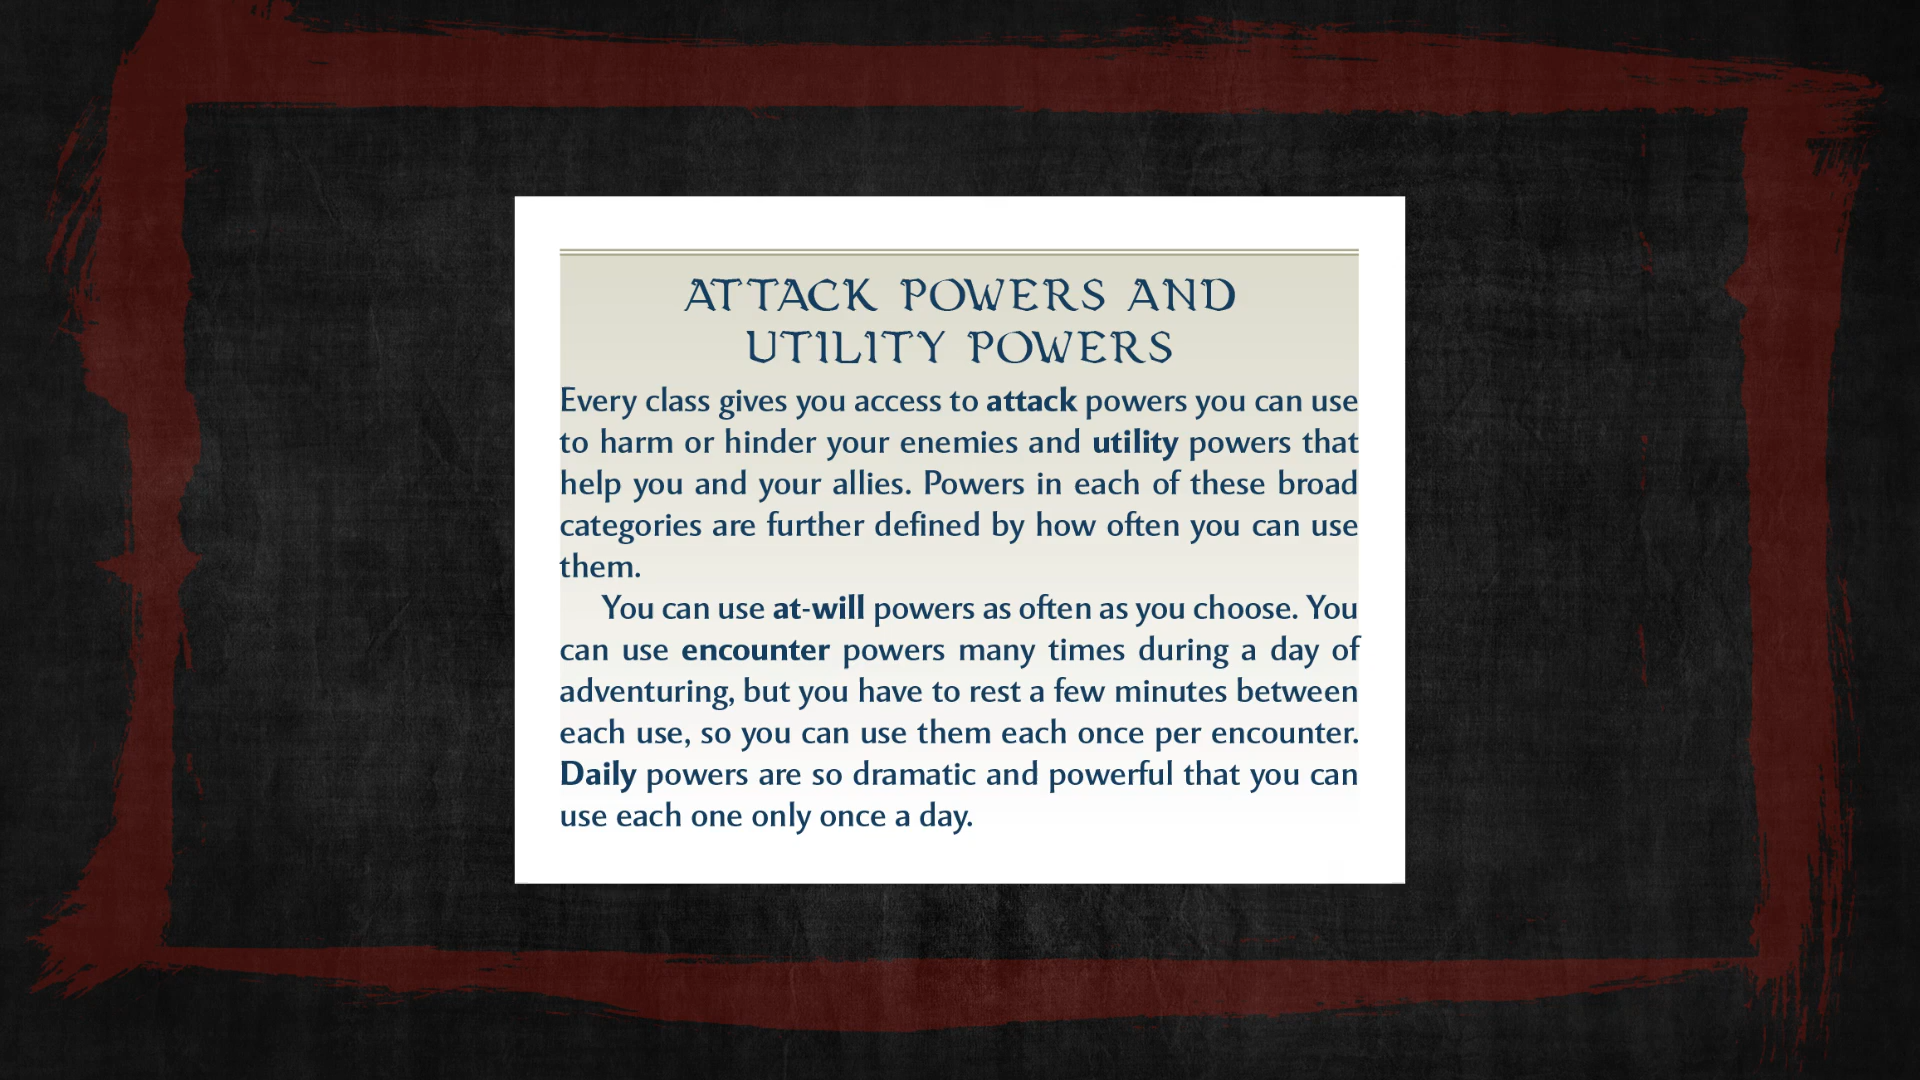 ATTACK POWERS AND
UTILITY POWERS
Every class gives you access to attack powers you can use
to harm or hinder your enemies and utility powers that
help you and your allies. Powers in each of these broad
categories are further defined by how often you can use
them.
You can use at-will powers as often as you choose. You
can use encounter powers many times during a day of
adventuring, but you have to rest a few minutes between
each use, so you can use them each once per encounter.
Daily powers are so dramatic and powerful that you can
use each one only once a day.